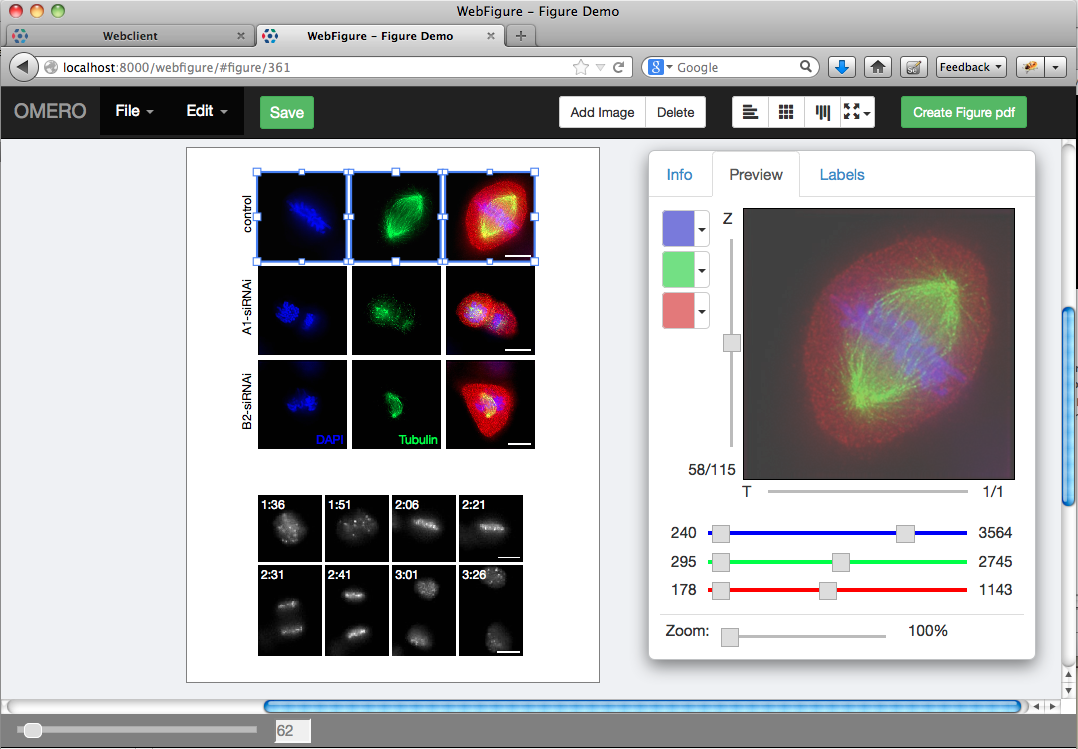 WebFigure - Figure Demo
Webclient
WebFigure - Figure Demo
localhost:8000/webfigure/#figure/361
Google
Feedback
OMERO File Edit Save Add Image Delete Create Figure pdf
Info Preview Labels
control
A1-siRNAi
B2-siRNAi
DAPI
Tubulin
1:36 1:51 2:06 2:21
2:31 2:41 3:01 3:26
Z
58/115
T 1/1
240 3564
295 2745
178 1143
Zoom: 100%
62